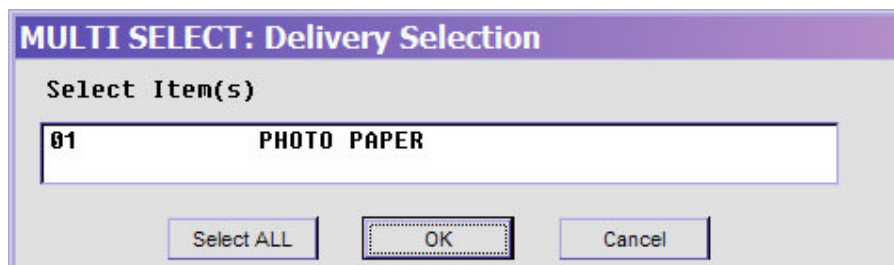 MULTI SELECT: Delivery Selection
Select Item(s)
01 PHOTO PAPER
Select ALL OK Cancel